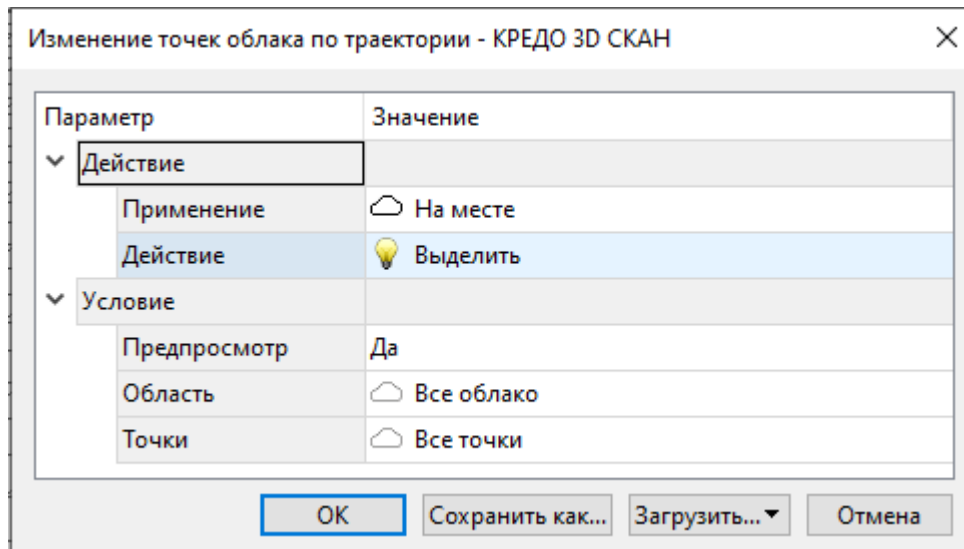 Изменение точек облака по траектории - КРЕДО 3D СКАН
Параметр Значение
Действие
Применение На месте
Действие Выделить
Условие
Предпросмотр Да
Область Все облако
Точки Все точки
ОК Сохранить как... Загрузить... Отмена